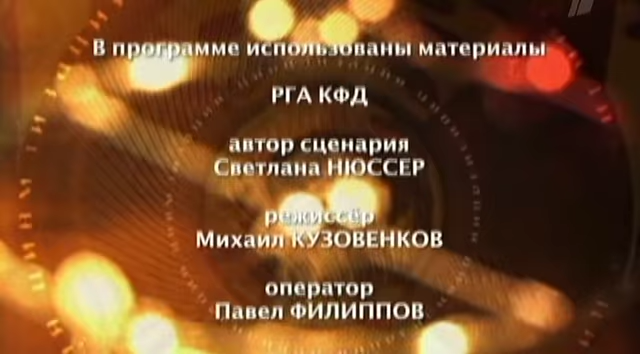 В программе использованы материалы
РГА КФД
автор сценария
Светлана НЮССЕР
режиссёр
Михаил КУЗОВЕНКОВ
оператор
Павел ФИЛИППОВ